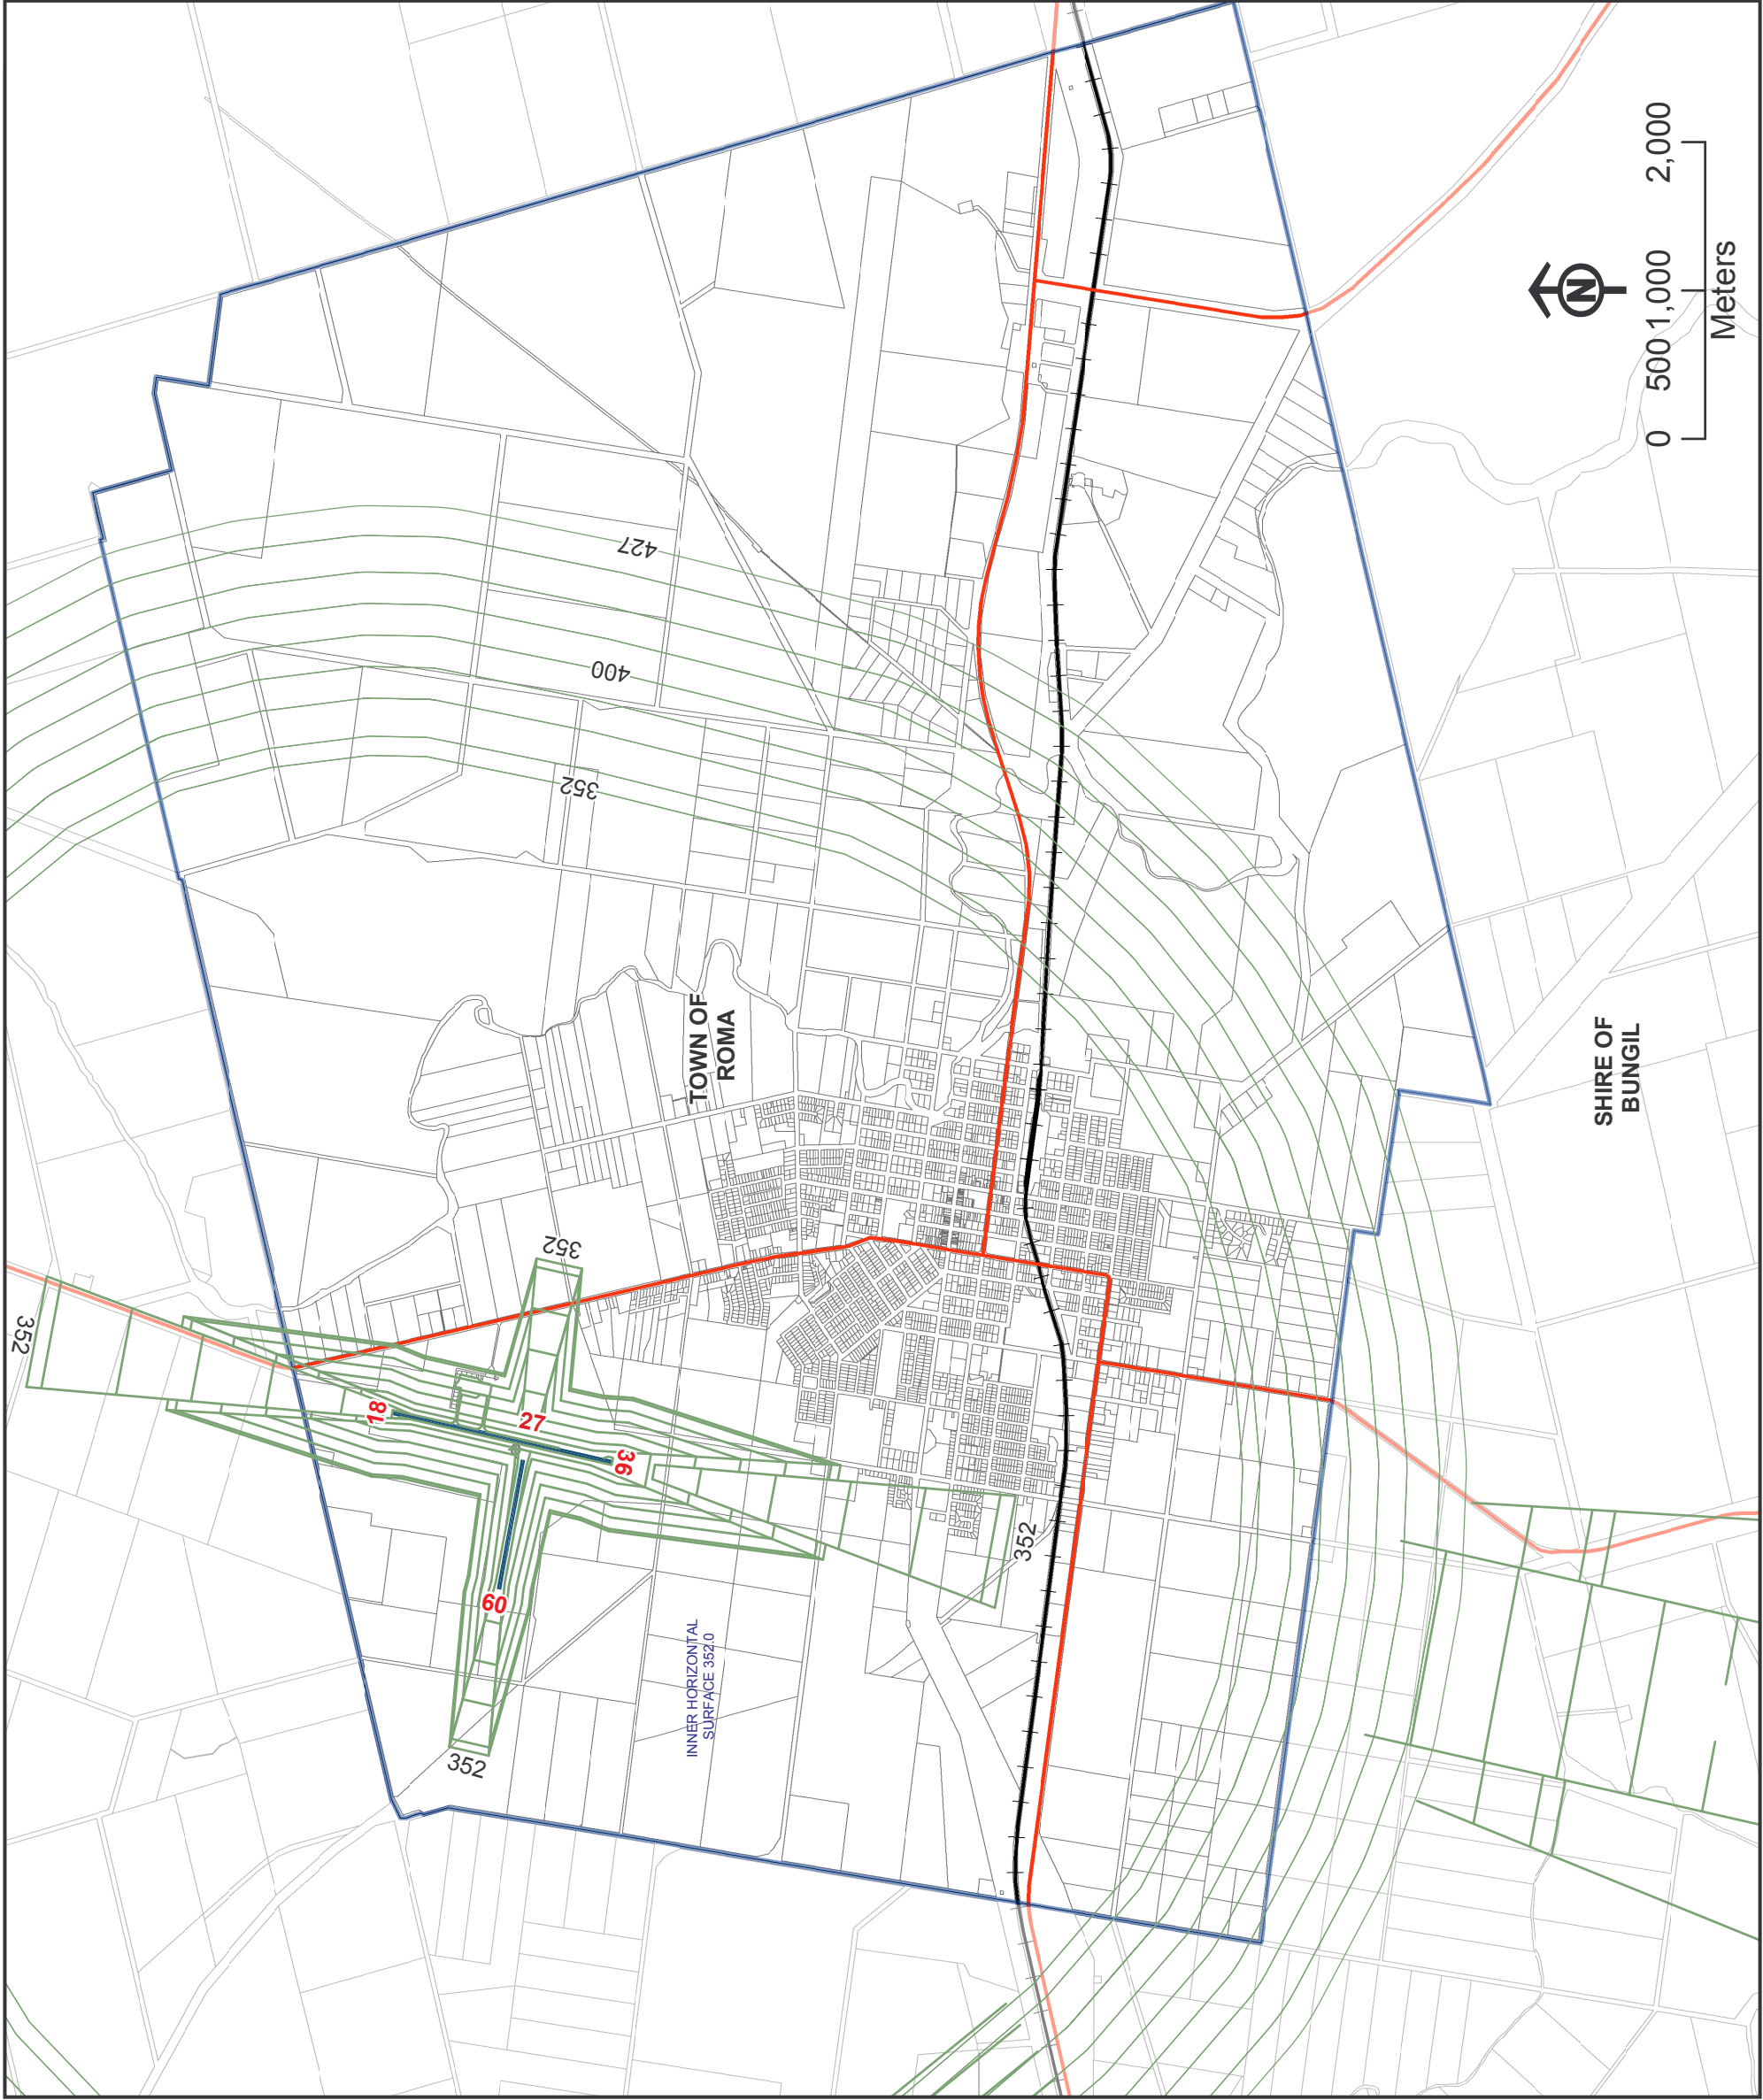 427
400
352
352
352
352
352
18
27
36
09
TOWN OF
ROMA
INNER HORIZONTAL
SURFACE 352.0
SHIRE OF
BUNGIL
N
0 500 1,000 2,000
Meters